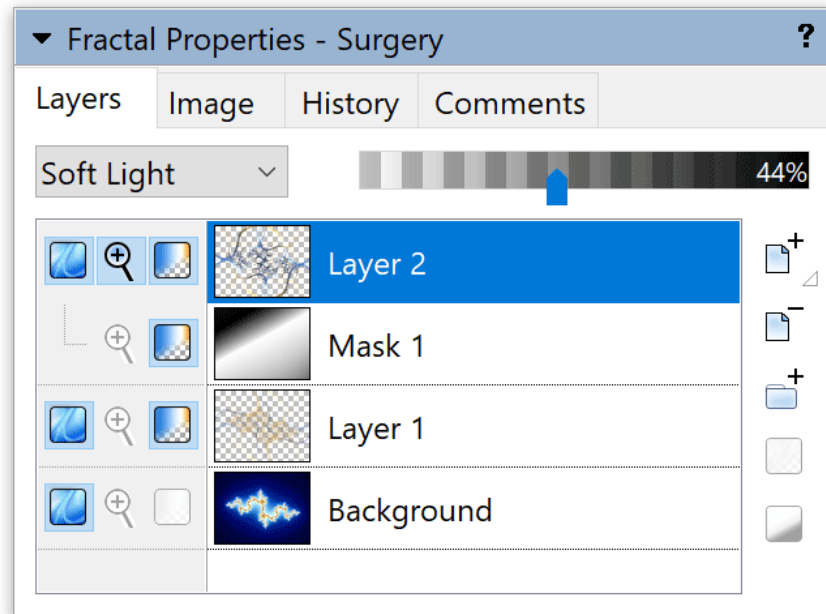 Fractal Properties - Surgery ?
Layers Image History Comments
Soft Light 44%
Layer 2
Mask 1
Layer 1
Background